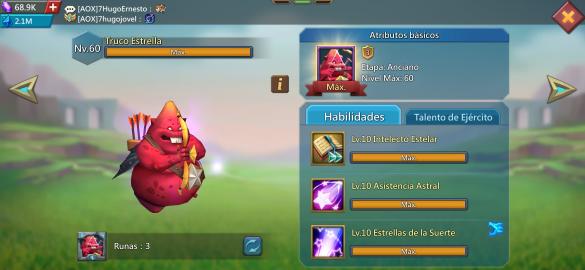 68.9K
2.1M
[AOX]7HugoErnesto :
[AOX]7hugojovel :
Nv.60
Truco Estrella
Máx.
Atributos básicos
Etapa: Anciano
Nivel Máx: 60
Máx.
Habilidades
Talento de Ejército
Lv.10 Intelecto Estelar
Máx.
Lv.10 Asistencia Astral
Máx.
Lv.10 Estrellas de la Suerte
Máx.
Runas : 3